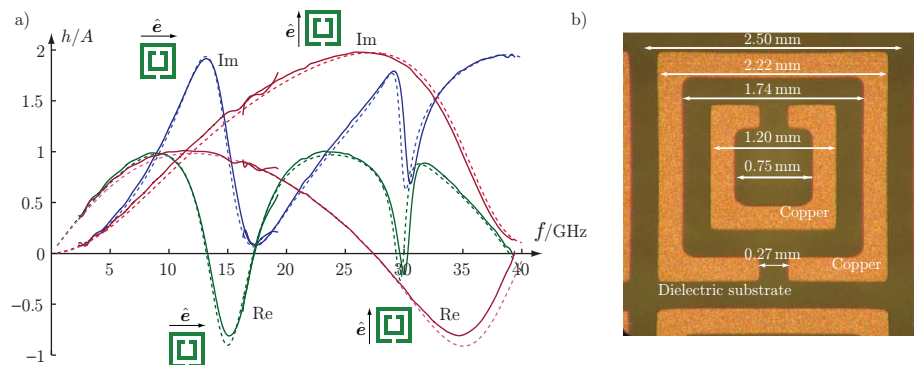 a)
h/A
ê
ê
2
Im
Im
1.5
1
0.5
f/GHz
0
5
10
15
20
25
30
35
40
−0.5
Re
Re
ê
ê
−1
b)
2.50 mm
2.22 mm
1.74 mm
1.20 mm
0.75 mm
Copper
0.27 mm
Copper
Dielectric substrate